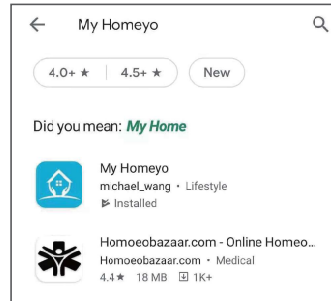 My Homeyo
4.0+ ★ 4.5+ ★ New
Did you mean: My Home
My Homeyo
michael_wang • Lifestyle
Installed
Homoeobazaar.com - Online Homeo...
Homoeobazaar.com • Medical
4.4★ 18 MB 1K+